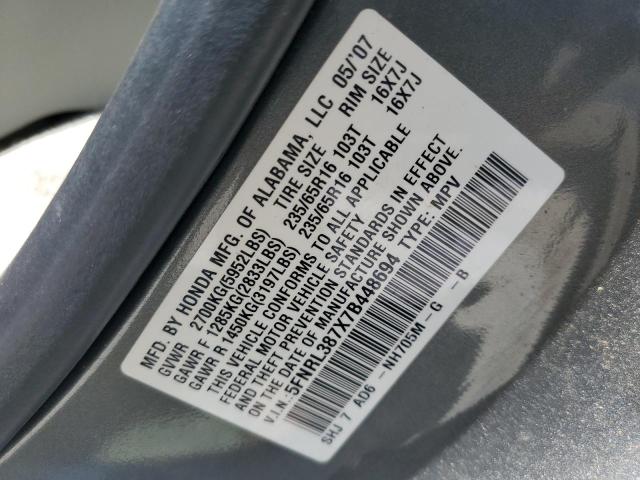 MFD. BY HONDA MFG. OF ALABAMA, LLC 05/'07
GVWR 2700KG(5952LBS) TIRE SIZE RIM SIZE
GAWR F 1285KG(2833LBS) 235/65R16 103T 16X7J
GAWR R 1450KG(3197LBS) 235/65R16 103T 16X7J
THIS VEHICLE CONFORMS TO ALL APPLICABLE
FEDERAL MOTOR VEHICLE SAFETY
AND THEFT PREVENTION STANDARDS IN EFFECT
ON THE DATE OF MANUFACTURE SHOWN ABOVE.
V.I.N.:5FNRL387X7B448694 TYPE: MPV
SHJ 7 AD6 -NH705M-G -B